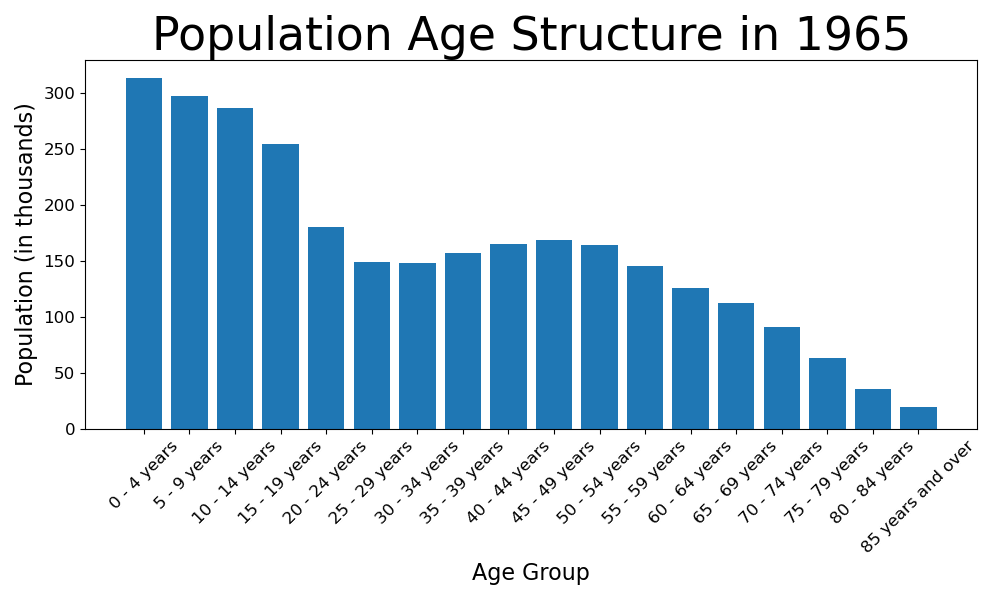 Population Age Structure in 1965
Population (in thousands)
300
250
200
150
100
50
0
0 - 4 years
5 - 9 years
10 - 14 years
15 - 19 years
20 - 24 years
25 - 29 years
30 - 34 years
35 - 39 years
40 - 44 years
45 - 49 years
50 - 54 years
55 - 59 years
60 - 64 years
65 - 69 years
70 - 74 years
75 - 79 years
80 - 84 years
85 years and over
Age Group